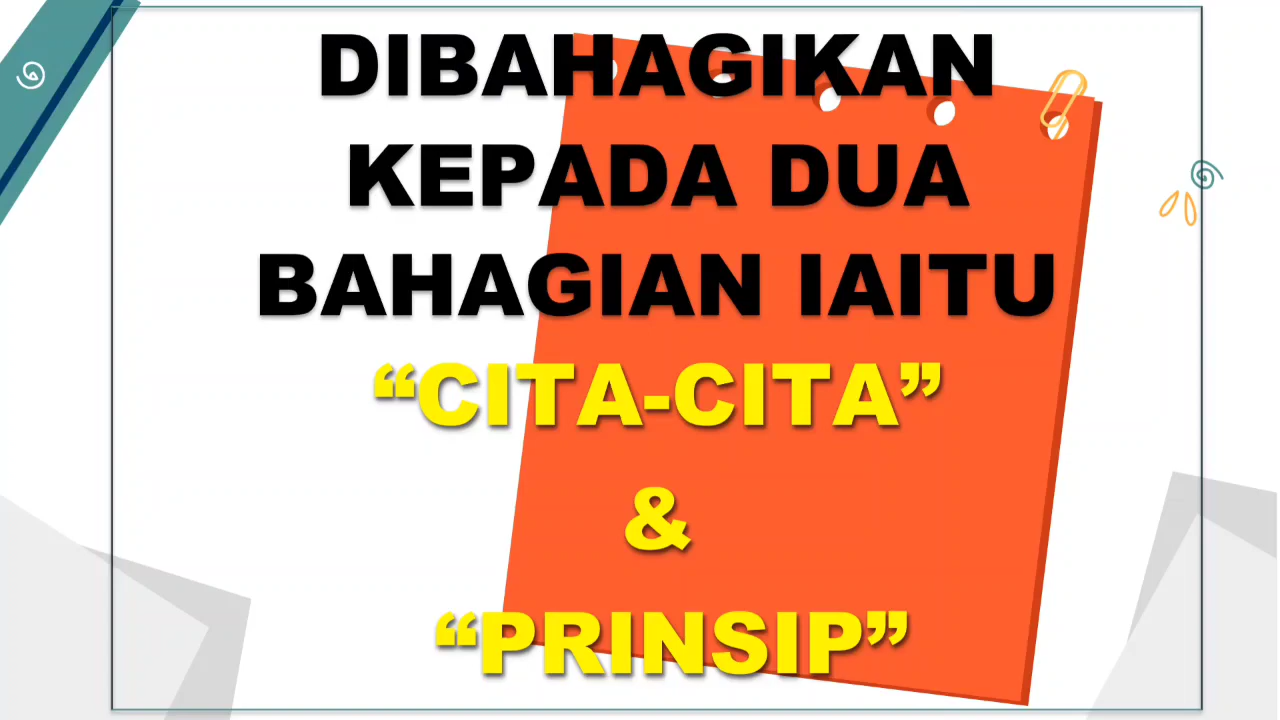 DIBAHAGIKAN
KEPADA DUA
BAHAGIAN IAITU
“CITA-CITA”
&
“PRINSIP”